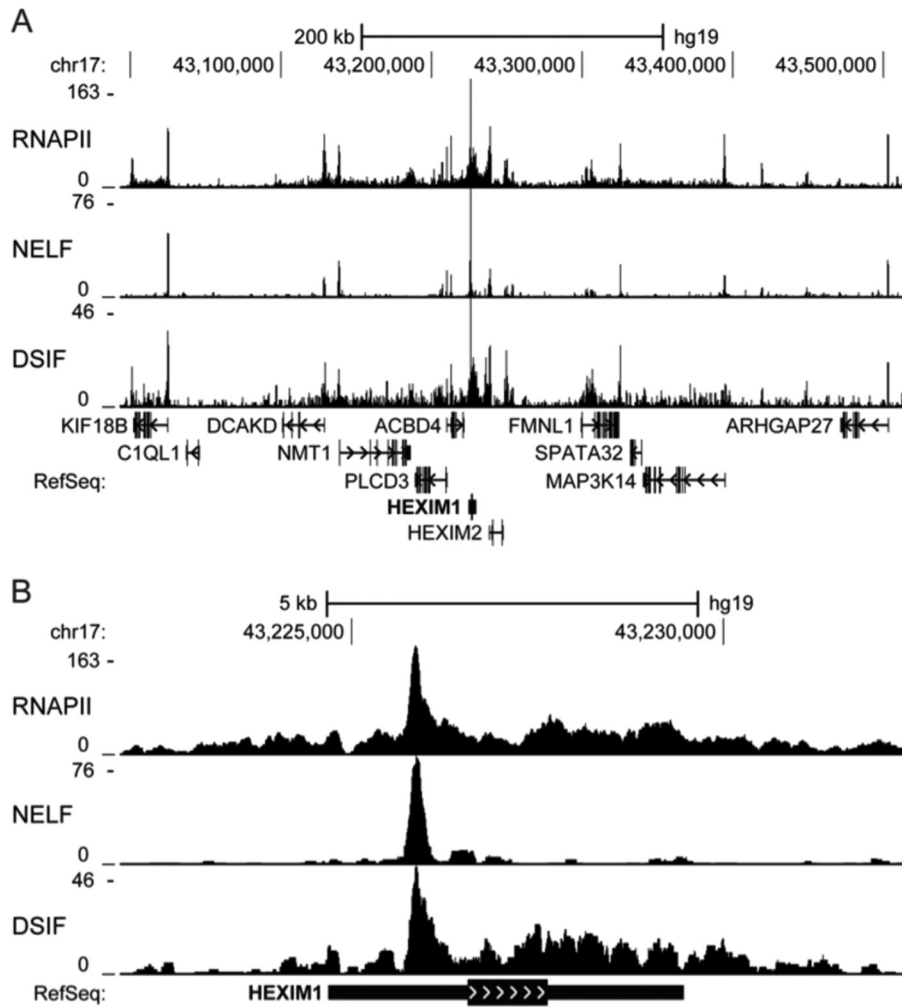 A
200 kb hg19
chr17: 43,100,000 43,200,000 43,300,000 43,400,000 43,500,000
163 -
RNAPII
0 _
76 -
NELF
0 _
46 -
DSIF
0 _
KIF18B DCAKD ACBD4 FMNL1 ARHGAP27
C1QL1 NMT1 SPATA32
RefSeq: PLCD3 MAP3K14
HEXIM1
HEXIM2
B
5 kb hg19
chr17: 43,225,000 43,230,000
163 -
RNAPII
0 _
76 -
NELF
0 _
46 -
DSIF
0 _
RefSeq: HEXIM1